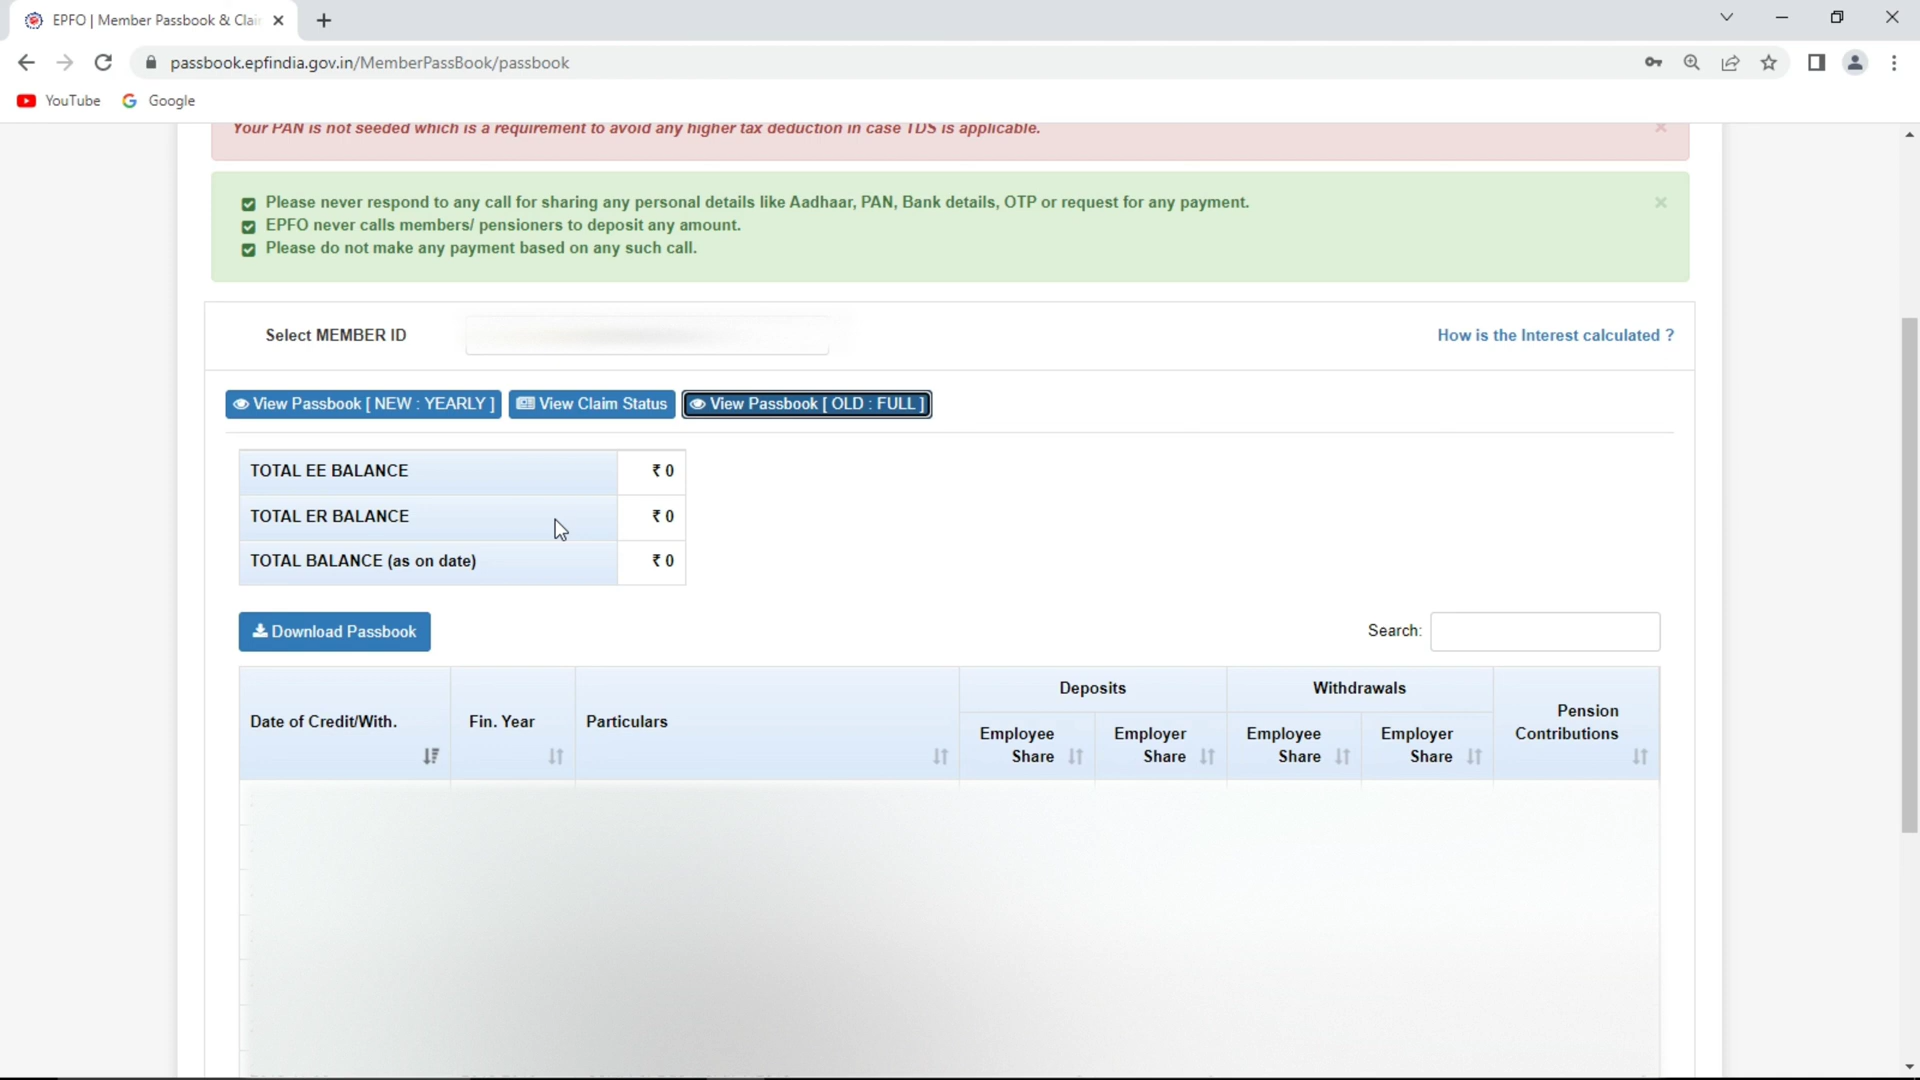 EPFO | Member Passbook & Clai
passbook.epfindia.gov.in/MemberPassBook/passbook
YouTube Google
Your PAN is not seeded which is a requirement to avoid any higher tax deduction in case TDS is applicable.
Please never respond to any call for sharing any personal details like Aadhaar, PAN, Bank details, OTP or request for any payment.
EPFO never calls members/ pensioners to deposit any amount.
Please do not make any payment based on any such call.
Select MEMBER ID
How is the Interest calculated ?
View Passbook [ NEW : YEARLY ] View Claim Status View Passbook [ OLD : FULL ]
TOTAL EE BALANCE ₹ 0
TOTAL ER BALANCE ₹ 0
TOTAL BALANCE (as on date) ₹ 0
Download Passbook
Search:
Deposits Withdrawals
Date of Credit/With. Fin. Year Particulars
Employee Share
Employer Share
Employee Share
Employer Share
Pension Contributions